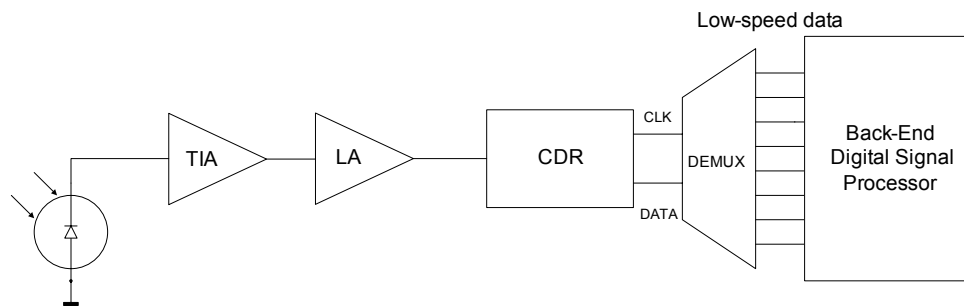 Low-speed data
TIA
LA
CDR
CLK
DATA
DEMUX
Back-End
Digital Signal
Processor